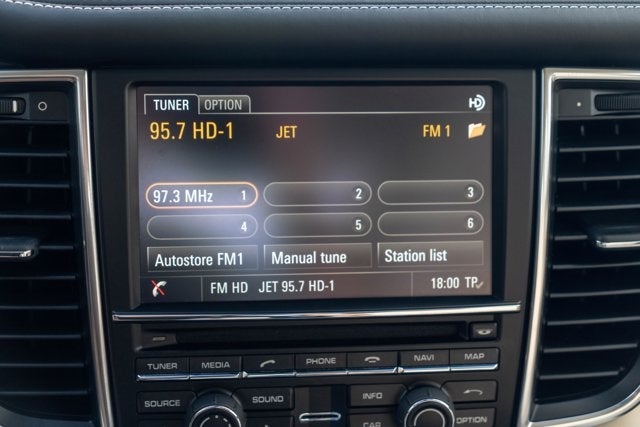 TUNER OPTION HD
95.7 HD-1 JET FM 1
97.3 MHz 1 2 3
4 5 6
Autostore FM1 Manual tune Station list
FM HD JET 95.7 HD-1 18:00 TP
TUNER MEDIA PHONE NAVI MAP
SOURCE SOUND INFO
CAR OPTION